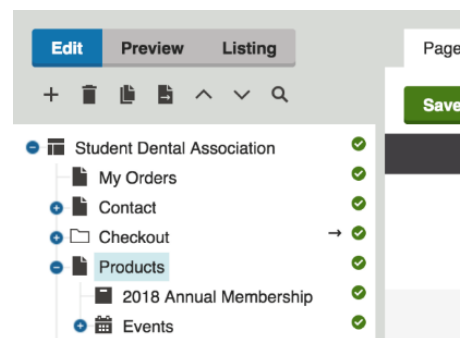 Edit Preview Listing Page
Save
Student Dental Association
My Orders
Contact
Checkout
Products
2018 Annual Membership
Events